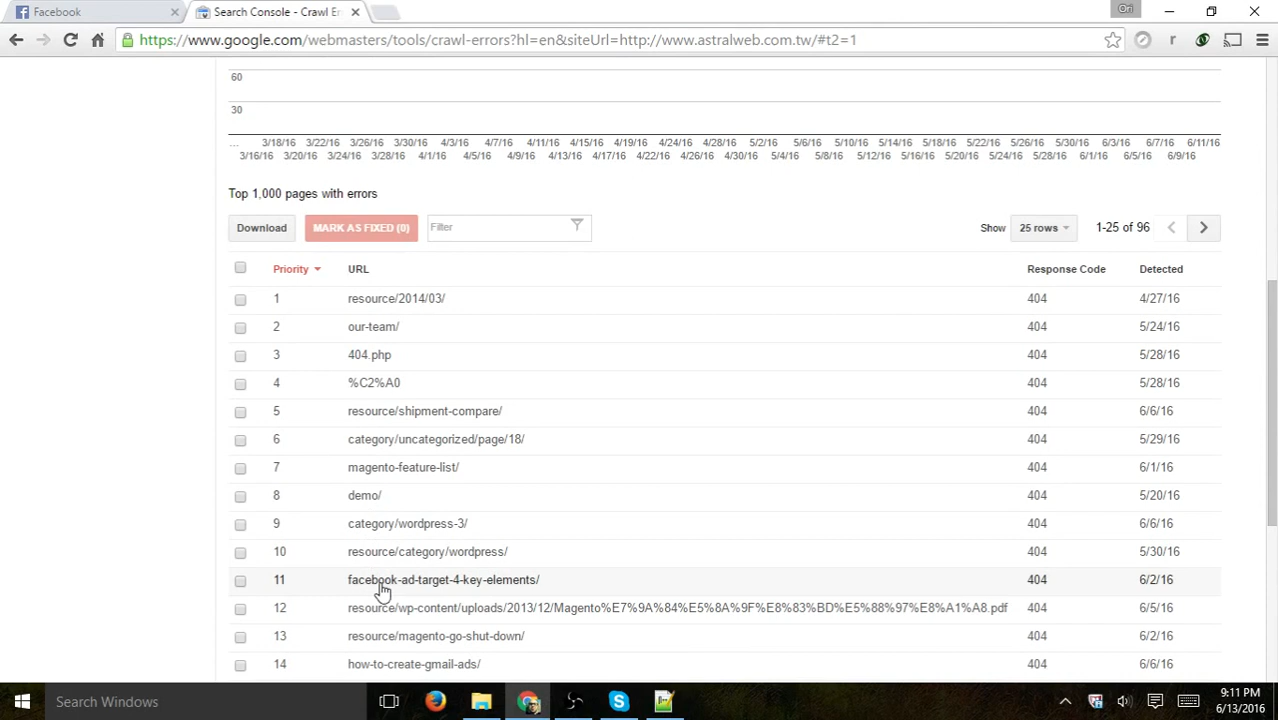 Facebook
Search Console - Crawl Er
Ori
https://www.google.com/webmasters/tools/crawl-errors?hl=en&siteUrl=http://www.astralweb.com.tw/#t2=1
60
30
... 3/18/16 3/22/16 3/26/16 3/30/16 4/3/16 4/7/16 4/11/16 4/15/16 4/19/16 4/24/16 4/28/16 5/2/16 5/6/16 5/10/16 5/14/16 5/18/16 5/22/16 5/26/16 5/30/16 6/3/16 6/7/16 6/11/16
3/16/16 3/20/16 3/24/16 3/28/16 4/1/16 4/5/16 4/9/16 4/13/16 4/17/16 4/22/16 4/26/16 4/30/16 5/4/16 5/8/16 5/12/16 5/16/16 5/20/16 5/24/16 5/28/16 6/1/16 6/5/16 6/9/16
Top 1,000 pages with errors
Download MARK AS FIXED (0) Filter Show 25 rows 1-25 of 96
Priority URL Response Code Detected
1 resource/2014/03/ 404 4/27/16
2 our-team/ 404 5/24/16
3 404.php 404 5/28/16
4 %C2%A0 404 5/28/16
5 resource/shipment-compare/ 404 6/6/16
6 category/uncategorized/page/18/ 404 5/29/16
7 magento-feature-list/ 404 6/1/16
8 demo/ 404 5/20/16
9 category/wordpress-3/ 404 6/6/16
10 resource/category/wordpress/ 404 5/30/16
11 facebook-ad-target-4-key-elements/ 404 6/2/16
12 resource/wp-content/uploads/2013/12/Magento%E7%9A%84%E5%8A%9F%E8%83%BD%E5%88%97%E8%A1%A8.pdf 404 6/5/16
13 resource/magento-go-shut-down/ 404 6/2/16
14 how-to-create-gmail-ads/ 404 6/6/16
Search Windows
9:11 PM
6/13/2016